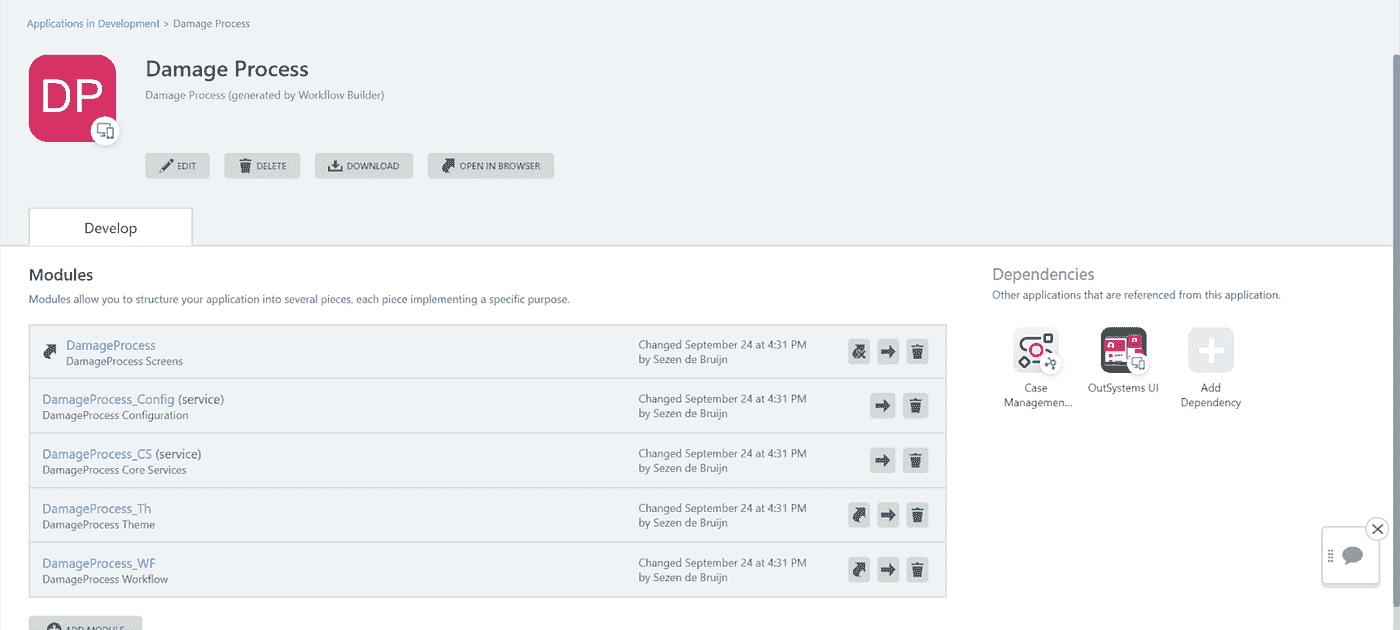 Applications in Development > Damage Process
DP
Damage Process
Damage Process (generated by Workflow Builder)
EDIT
DELETE
DOWNLOAD
OPEN IN BROWSER
Develop
Modules
Modules allow you to structure your application into several pieces, each piece implementing a specific purpose.
DamageProcess
DamageProcess Screens
Changed September 24 at 4:31 PM
by Sezen de Bruijn
DamageProcess_Config (service)
DamageProcess Configuration
Changed September 24 at 4:31 PM
by Sezen de Bruijn
DamageProcess_CS (service)
DamageProcess Core Services
Changed September 24 at 4:31 PM
by Sezen de Bruijn
DamageProcess_Th
DamageProcess Theme
Changed September 24 at 4:31 PM
by Sezen de Bruijn
DamageProcess_WF
DamageProcess Workflow
Changed September 24 at 4:31 PM
by Sezen de Bruijn
ADD MODULE
Dependencies
Other applications that are referenced from this application.
Case
Managemen...
OutSystems UI
Add
Dependency